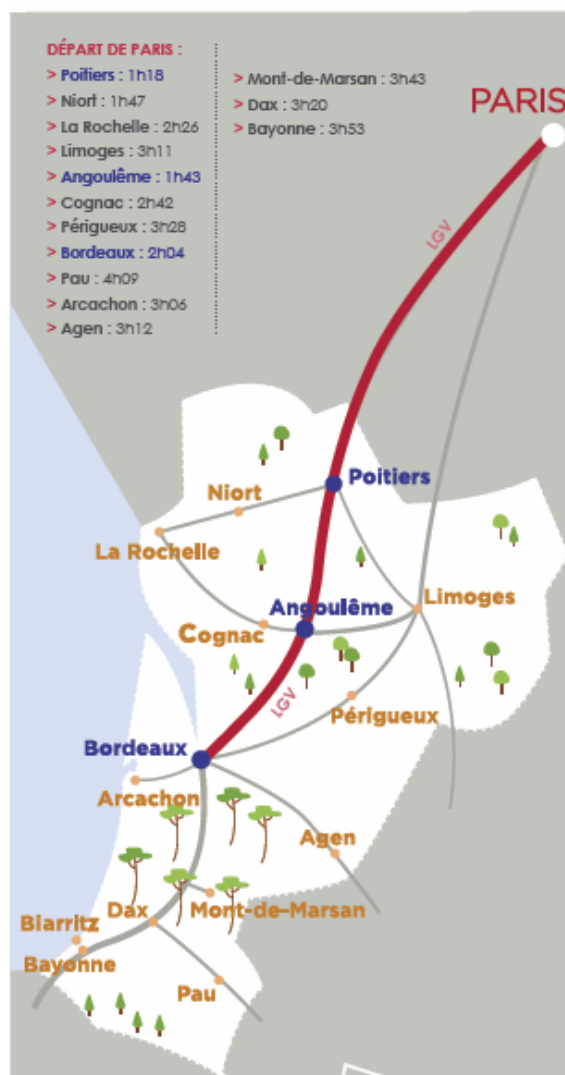 DÉPART DE PARIS :
> Poitiers : 1h18
> Niort : 1h47
> La Rochelle : 2h26
> Limoges : 3h11
> Angoulême : 1h43
> Cognac : 2h42
> Périgueux : 3h28
> Bordeaux : 2h04
> Pau : 4h09
> Arcachon : 3h06
> Agen : 3h12
> Mont-de-Marsan : 3h43
> Dax : 3h20
> Bayonne : 3h53
PARIS
LGV
Poitiers
Niort
La Rochelle
Limoges
Angoulême
Cognac
LGV
Périgueux
Bordeaux
Arcachon
Agen
Mont-de-Marsan
Dax
Biarritz
Bayonne
Pau